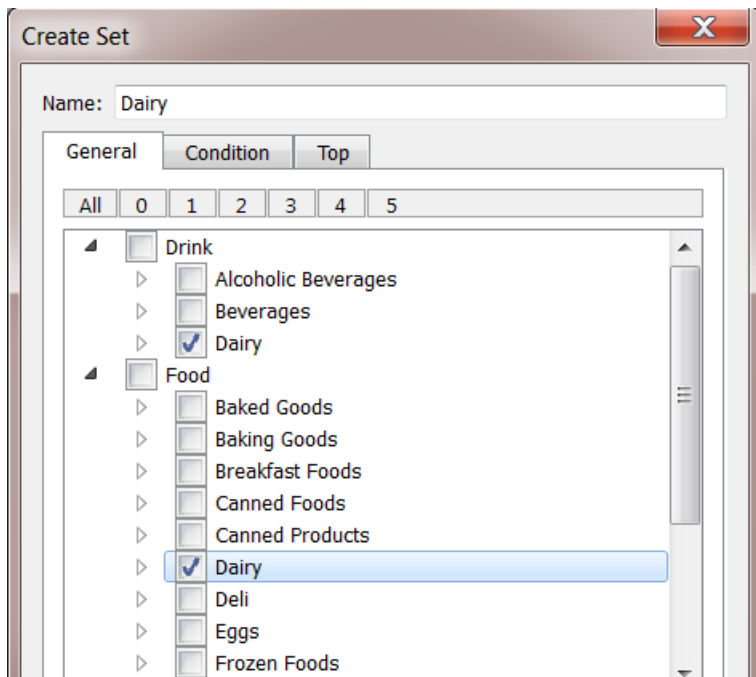 Create Set
Name: Dairy
General Condition Top
All 0 1 2 3 4 5
Drink
Alcoholic Beverages
Beverages
Dairy
Food
Baked Goods
Baking Goods
Breakfast Foods
Canned Foods
Canned Products
Dairy
Deli
Eggs
Frozen Foods